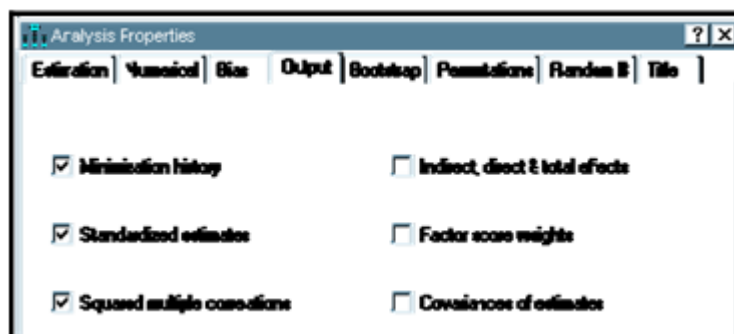 Analysis Properties
Estimation Numerical Bias Output Bootstrap Permutations Random # Title
Minimization history
Indirect, direct & total effects
Standardized estimates
Factor score weights
Squared multiple correlations
Covariances of estimates